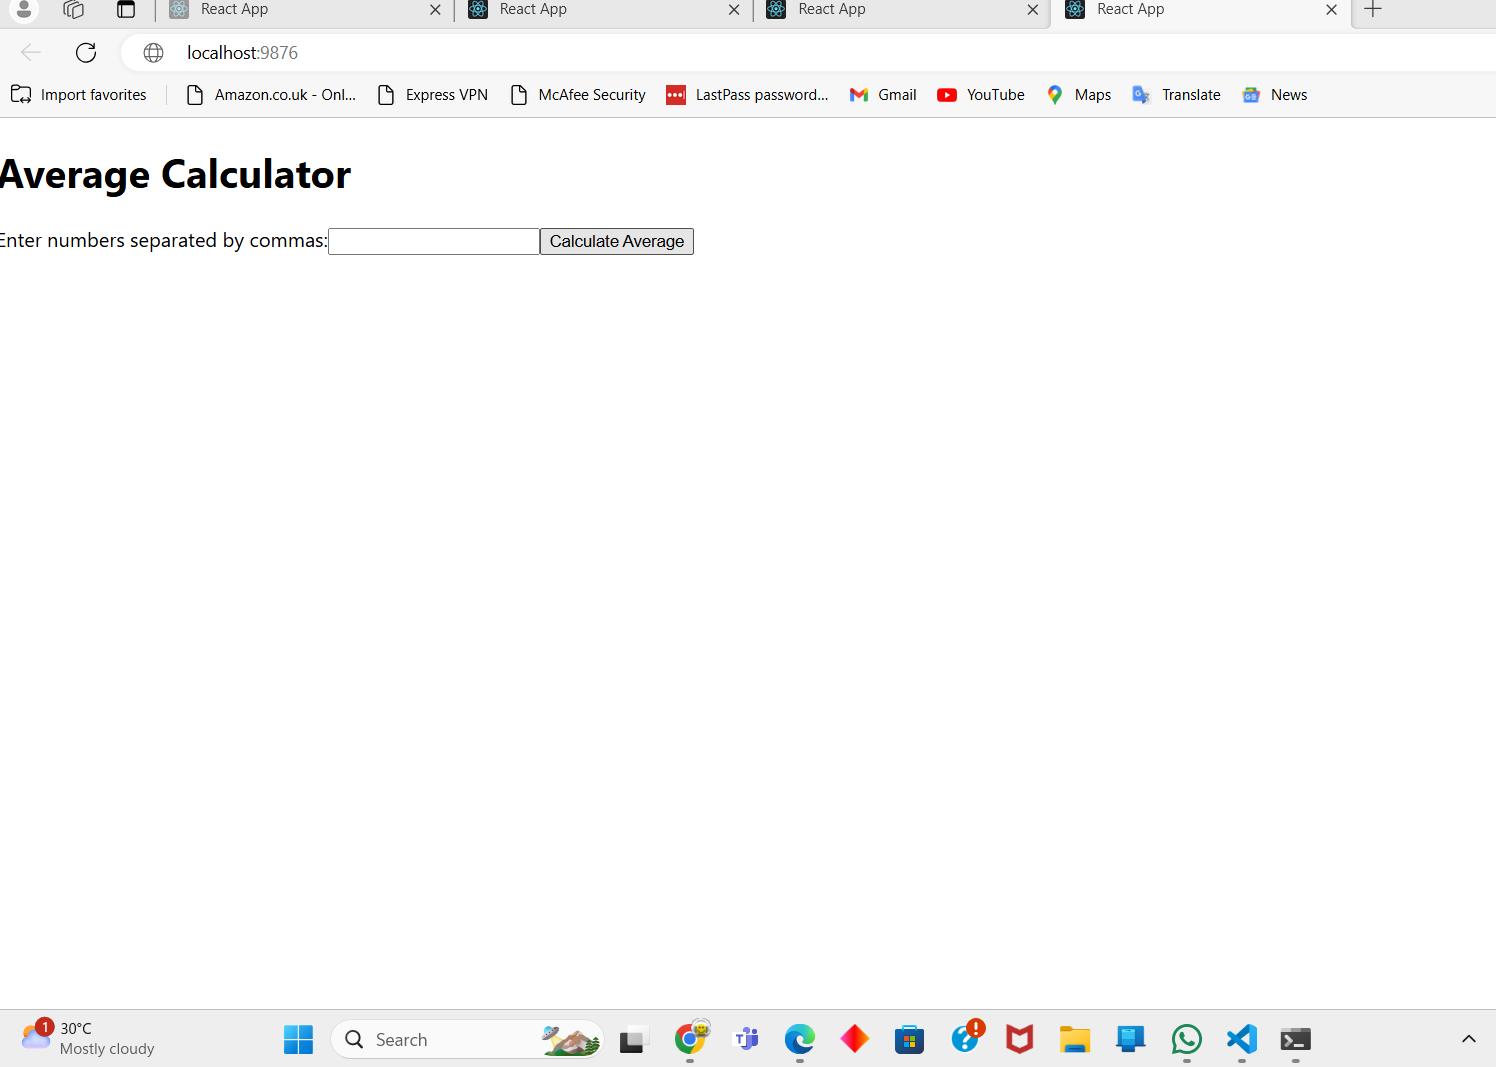 React App React App React App React App
localhost:9876
Import favorites Amazon.co.uk - Onl... Express VPN McAfee Security LastPass password... Gmail YouTube Maps Translate News
Average Calculator
Enter numbers separated by commas: Calculate Average
1 30°C Search
Mostly cloudy